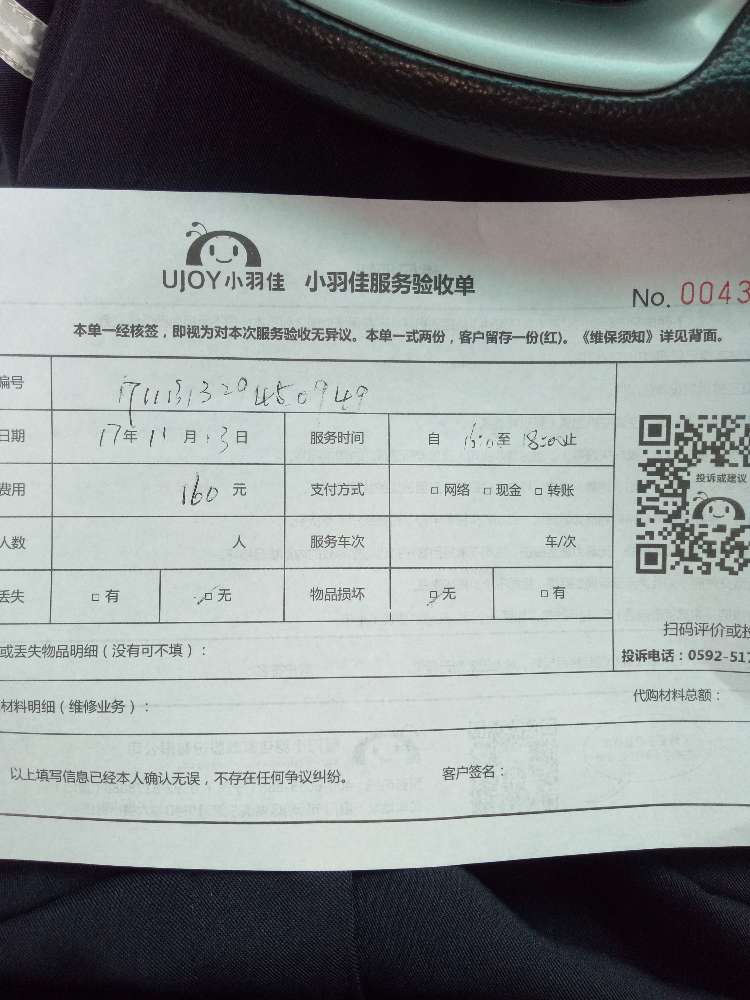 UJOY小羽佳 小羽佳服务验收单
No. 0043
本单一经核签，即视为对本次服务验收无异议。本单一式两份，客户留存一份(红)。《维保须知》详见背面。
编号
日期 17年11月13日 服务时间 自 至 18:00止
费用 160元 支付方式 □网络 □现金 □转账
人数 人 服务车次 车/次
丢失 □有 □无 物品损坏 □无 □有
投诉或建议
扫码评价或投
投诉电话：0592-517
或丢失物品明细（没有可不填）：
材料明细（维修业务）： 代购材料总额：
以上填写信息已经本人确认无误，不存在任何争议纠纷。 客户签名：